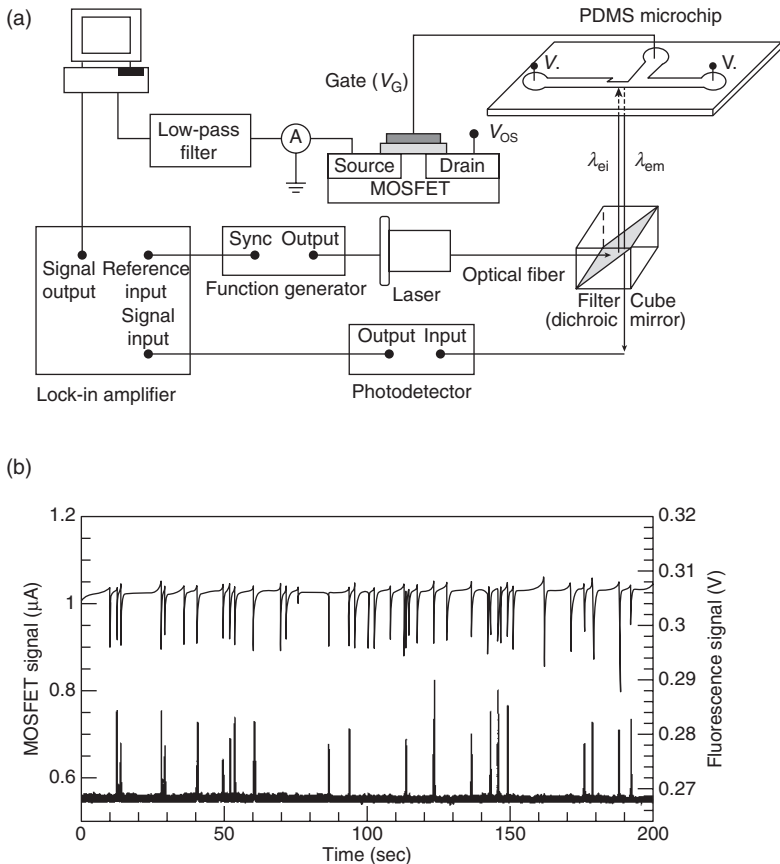 (a)
PDMS microchip
V.
V.
Gate (VG)
VOS
Low-pass
filter
A
Source
Drain
MOSFET
λei
λem
Sync
Output
Signal
output
Reference
input
Function generator
Laser
Optical fiber
Filter
(dichroic
Cube
mirror)
Signal
input
Output
Input
Lock-in amplifier
Photodetector
(b)
1.2
1
0.8
0.6
MOSFET signal (μA)
0.32
0.31
0.3
0.29
0.28
0.27
Fluorescence signal (V)
0
50
100
150
200
Time (sec)